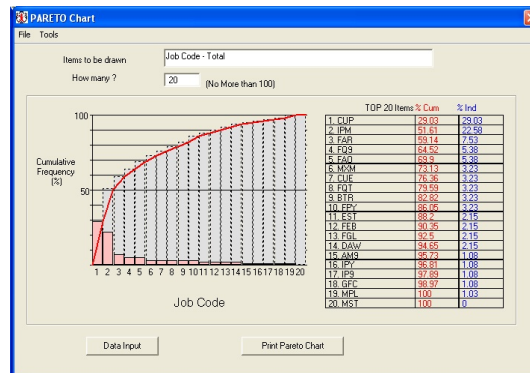 PARETO Chart
File Tools
Items to be drawn Job Code - Total
How many ? 20 (No More than 100)
TOP 20 Items % Cum % Ind
1. CUP 29.03 29.03
2. IPM 51.61 22.58
3. FAR 59.14 7.53
4. FQ9 64.52 5.38
5. FAQ 69.9 5.38
6. MXM 73.13 3.23
7. CUE 76.36 3.23
8. FQT 79.59 3.23
9. BTR 82.82 3.23
10. FPY 86.05 3.23
11. EST 88.2 2.15
12. FEB 90.35 2.15
13. FGL 92.5 2.15
14. DAW 94.65 2.15
15. AM9 95.73 1.08
16. IPY 96.81 1.08
17. IP9 97.89 1.08
18. GFC 98.97 1.08
19. MPL 100 1.03
20. MST 100 0
100
Cumulative
Frequency
(%)
50
1 2 3 4 5 6 7 8 9 10 11 12 13 14 15 16 17 18 19 20
Job Code
Data Input Print Pareto Chart